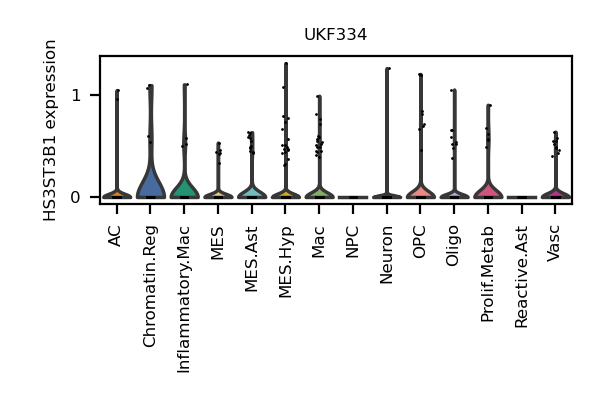 UKF334
HS3ST3B1 expression
1
0
AC
Chromatin.Reg
Inflammatory.Mac
MES
MES.Ast
MES.Hyp
Mac
NPC
Neuron
OPC
Oligo
Prolif.Metab
Reactive.Ast
Vasc